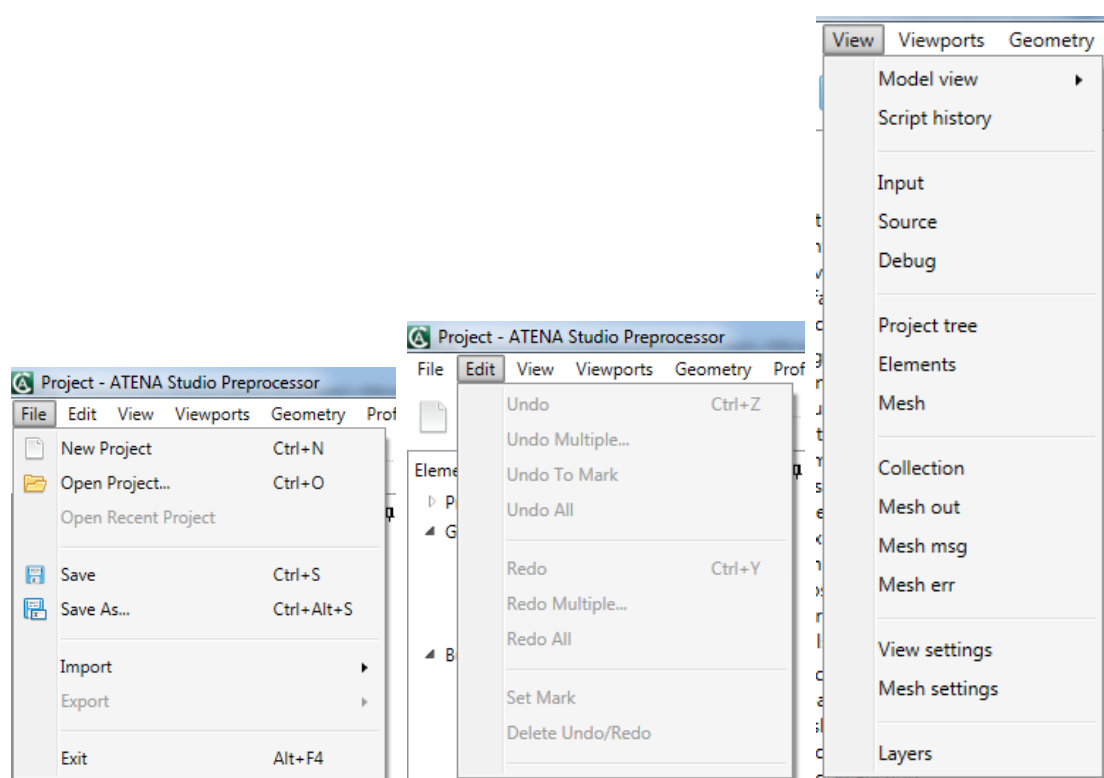 Project - ATENA Studio Preprocessor
File Edit View Viewports Geometry Prof
New Project Ctrl+N
Open Project... Ctrl+O
Open Recent Project
Save Ctrl+S
Save As... Ctrl+Alt+S
Import
Export
Exit Alt+F4
Project - ATENA Studio Preprocessor
File Edit View Viewports Geometry Prof
Undo Ctrl+Z
Undo Multiple...
Undo To Mark
Undo All
Redo Ctrl+Y
Redo Multiple...
Redo All
Set Mark
Delete Undo/Redo
Eleme
P
G
B
View Viewports Geometry
Model view
Script history
Input
Source
Debug
Project tree
Elements
Mesh
Collection
Mesh out
Mesh msg
Mesh err
View settings
Mesh settings
Layers